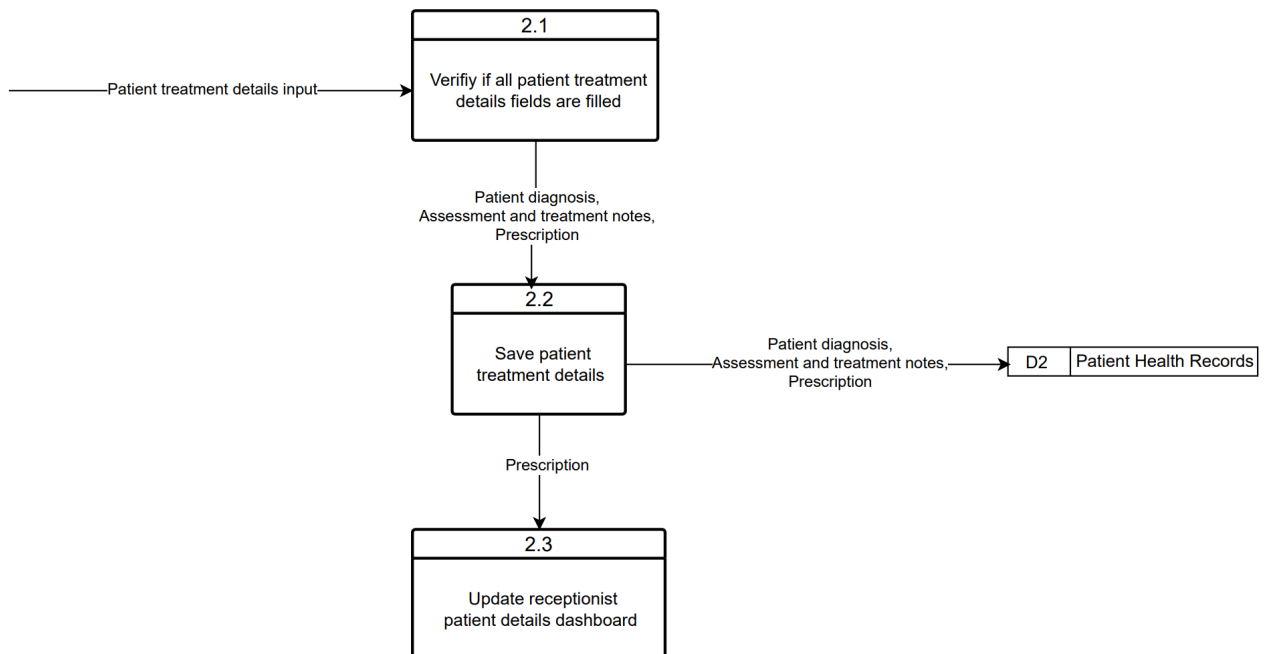 2.1
Verifiy if all patient treatment
details fields are filled
Patient treatment details input
Patient diagnosis,
Assessment and treatment notes,
Prescription
2.2
Save patient
treatment details
Patient diagnosis,
Assessment and treatment notes,
Prescription
D2
Patient Health Records
Prescription
2.3
Update receptionist
patient details dashboard